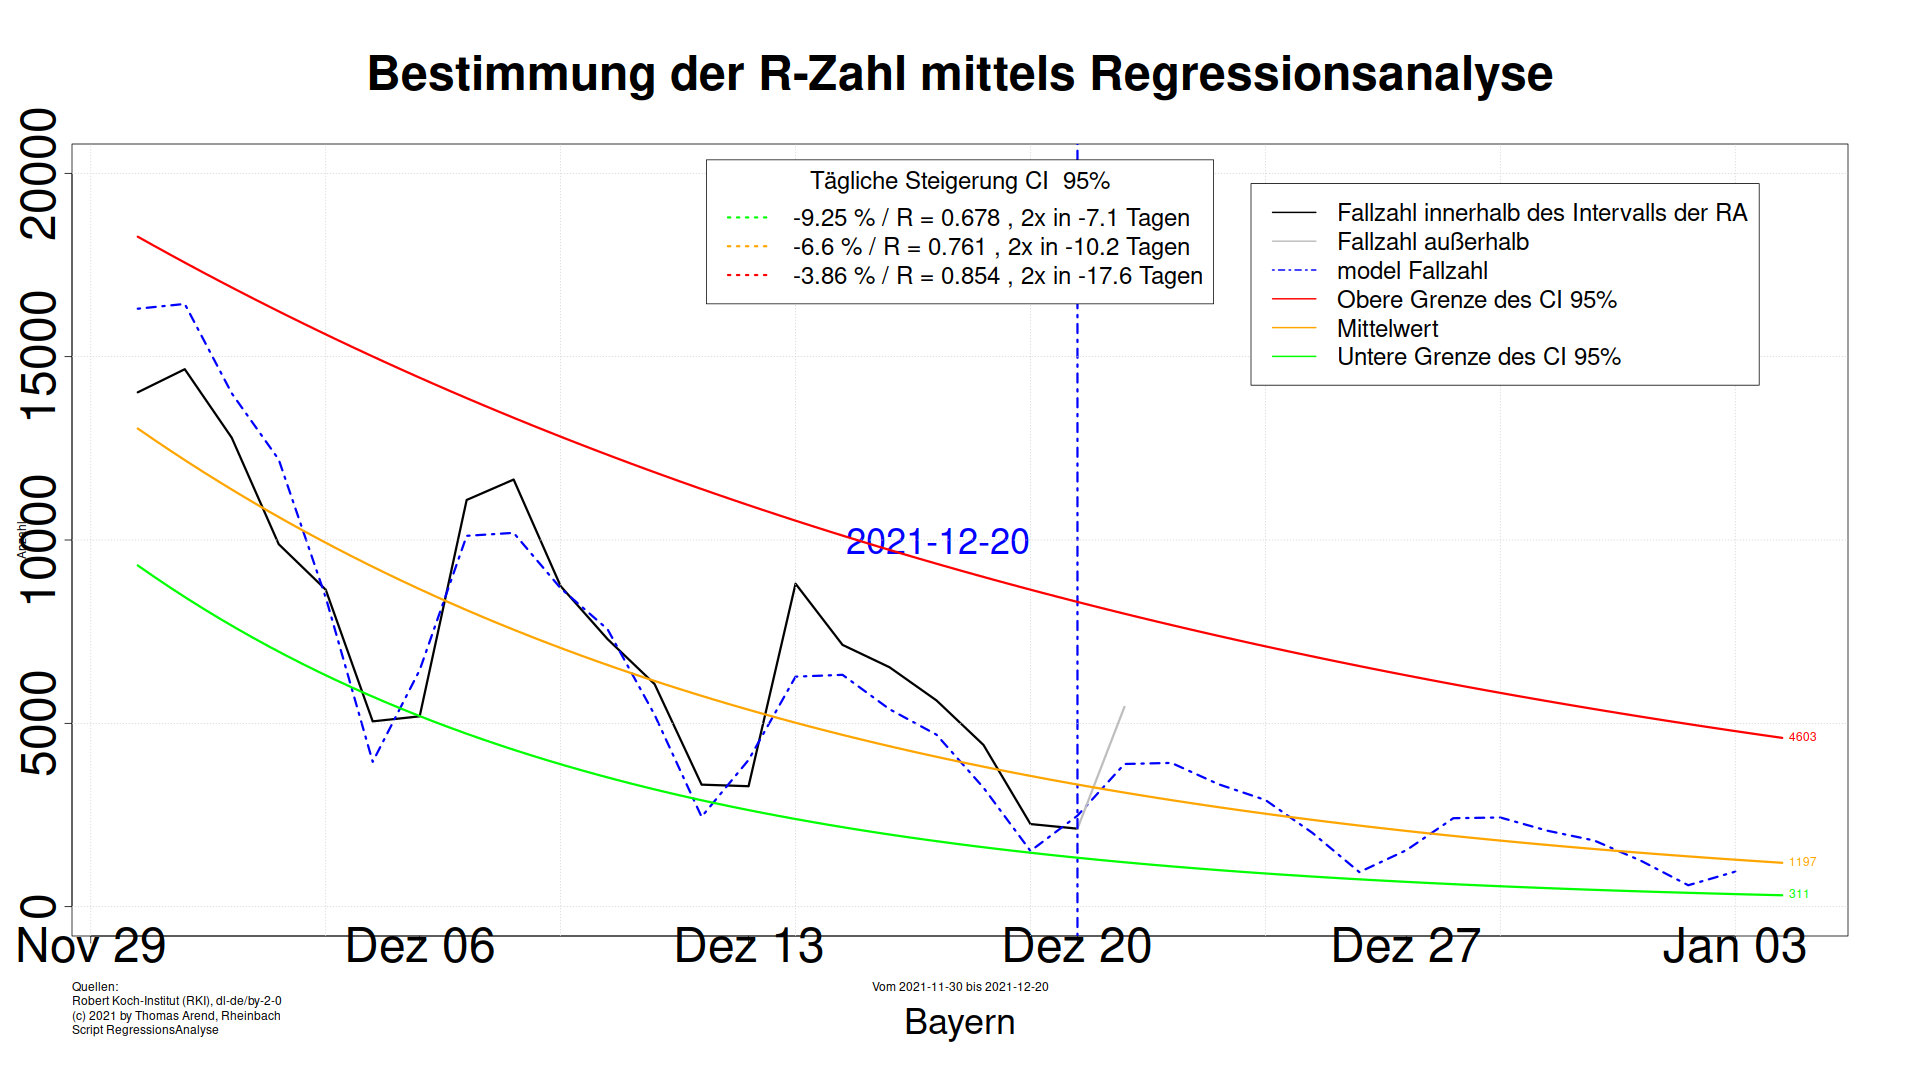 Bestimmung der R-Zahl mittels Regressionsanalyse
Tägliche Steigerung CI  95%
-9.25 % / R = 0.678 , 2x in -7.1 Tagen
-6.6 % / R = 0.761 , 2x in -10.2 Tagen
-3.86 % / R = 0.854 , 2x in -17.6 Tagen
Fallzahl innerhalb des Intervalls der RA
Fallzahl außerhalb
model Fallzahl
Obere Grenze des CI 95%
Mittelwert
Untere Grenze des CI 95%
20000
15000
10000
5000
0
Anzahl
2021-12-20
4603
1197
311
Nov 29
Dez 06
Dez 13
Dez 20
Dez 27
Jan 03
Quellen:
Robert Koch-Institut (RKI), dl-de/by-2-0
(c) 2021 by Thomas Arend, Rheinbach
Script RegressionsAnalyse
Vom 2021-11-30 bis 2021-12-20
Bayern